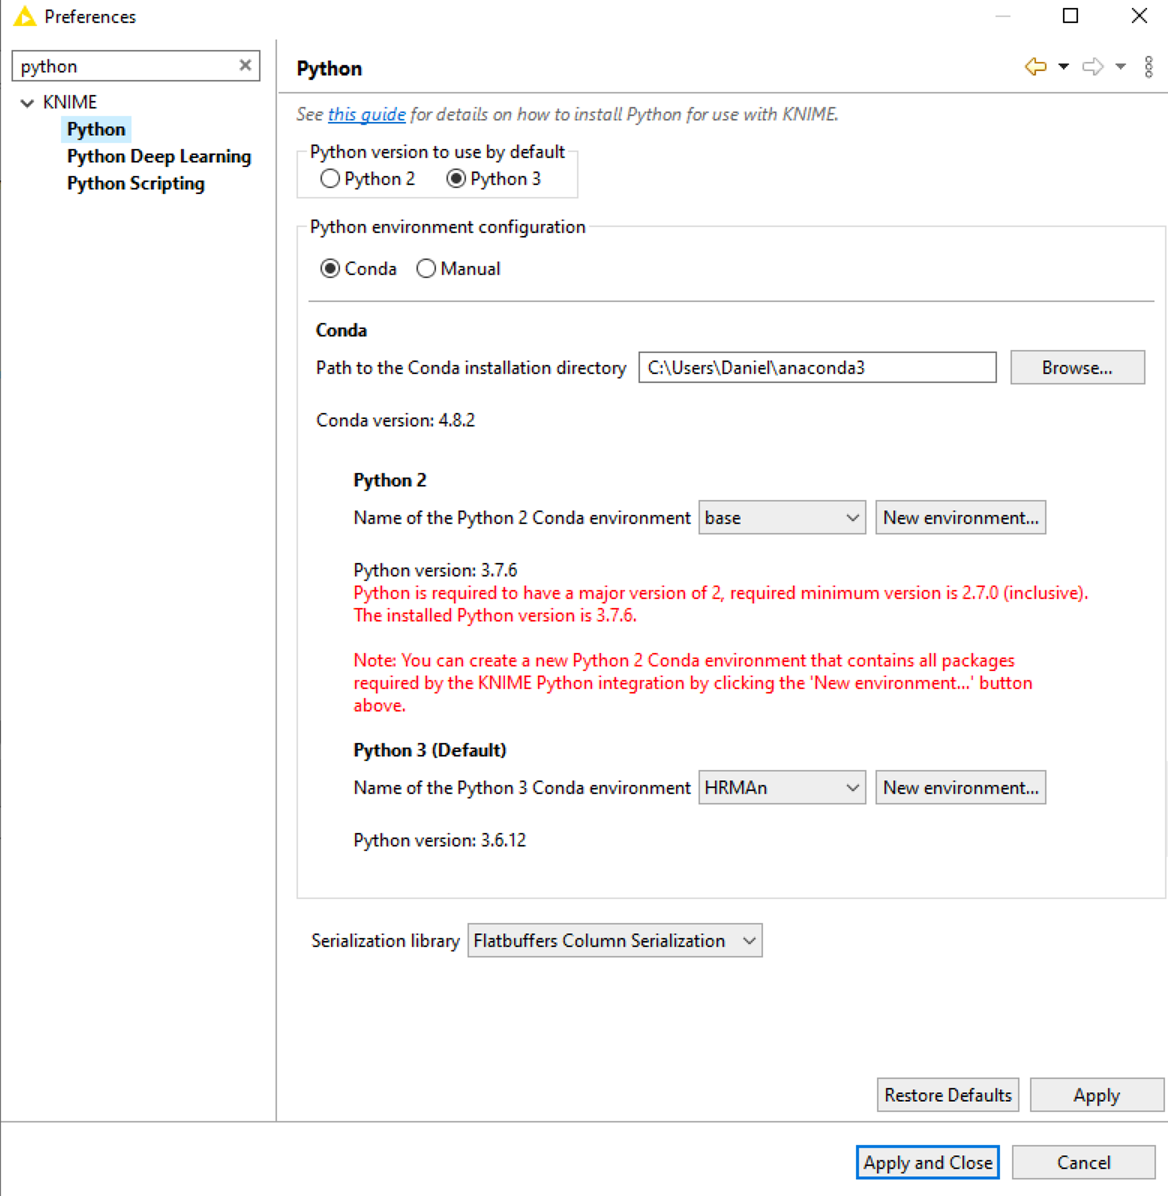 Preferences
python
KNIME
Python
Python Deep Learning
Python Scripting
Python
See this guide for details on how to install Python for use with KNIME.
Python version to use by default
Python 2 Python 3
Python environment configuration
Conda Manual
Conda
Path to the Conda installation directory C:\Users\Daniel\anaconda3 Browse...
Conda version: 4.8.2
Python 2
Name of the Python 2 Conda environment base New environment...
Python version: 3.7.6
Python is required to have a major version of 2, required minimum version is 2.7.0 (inclusive).
The installed Python version is 3.7.6.
Note: You can create a new Python 2 Conda environment that contains all packages
required by the KNIME Python integration by clicking the 'New environment...' button
above.
Python 3 (Default)
Name of the Python 3 Conda environment HRMAn New environment...
Python version: 3.6.12
Serialization library Flatbuffers Column Serialization
Restore Defaults Apply
Apply and Close Cancel